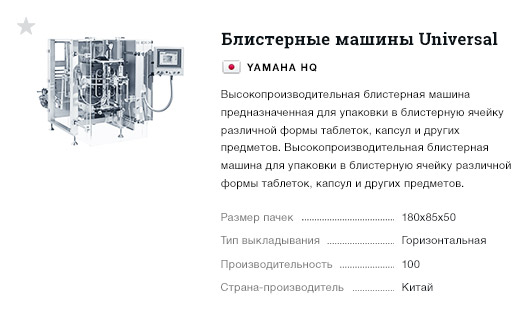 Блистерные машины Universal
YAMAHA HQ
Высокопроизводительная блистерная машина
предназначенная для упаковки в блистерную ячейку
различной формы таблеток, капсул и других
предметов. Высокопроизводительная блистерная
машина для упаковки в блистерную ячейку различной
формы таблеток, капсул и других предметов.
Размер пачек 180x85x50
Тип выкладывания Горизонтальная
Производительность 100
Страна-производитель Китай